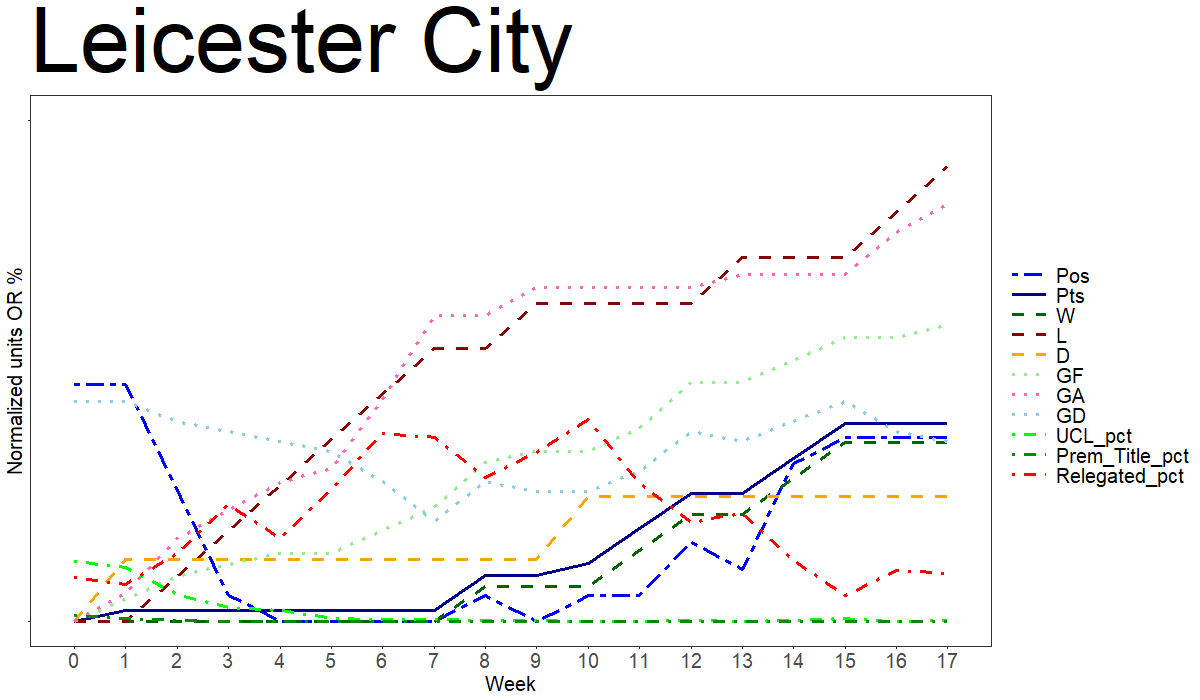 Leicester City
Normalized units OR %
0 1 2 3 4 5 6 7 8 9 10 11 12 13 14 15 16 17
Week
Pos
Pts
W
L
D
GF
GA
GD
UCL_pct
Prem_Title_pct
Relegated_pct